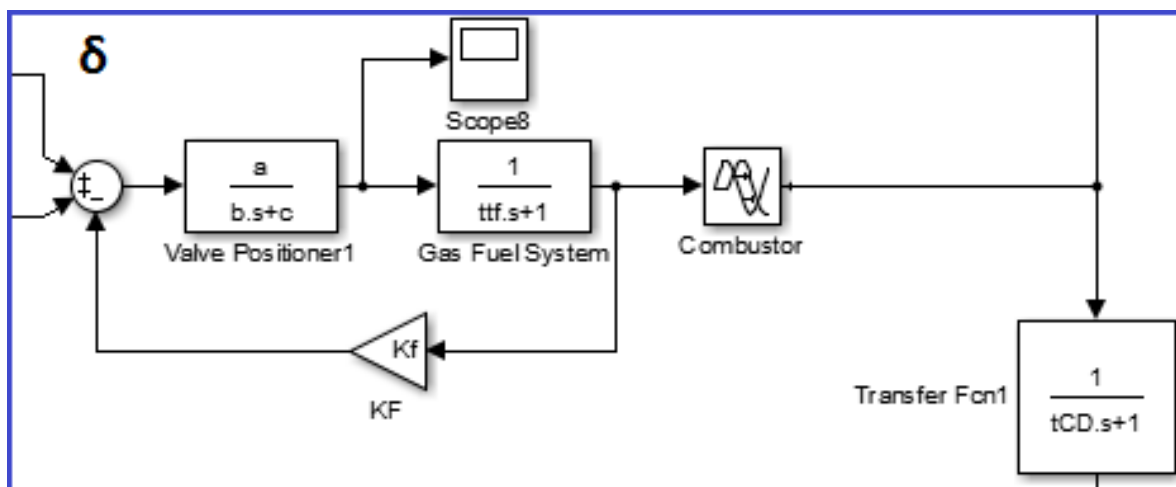 δ
Scope8
a
b.s+c
Valve Positioner1
1
ttf.s+1
Gas Fuel System
Combustor
Kf
KF
Transfer Fcn1
1
tCD.s+1